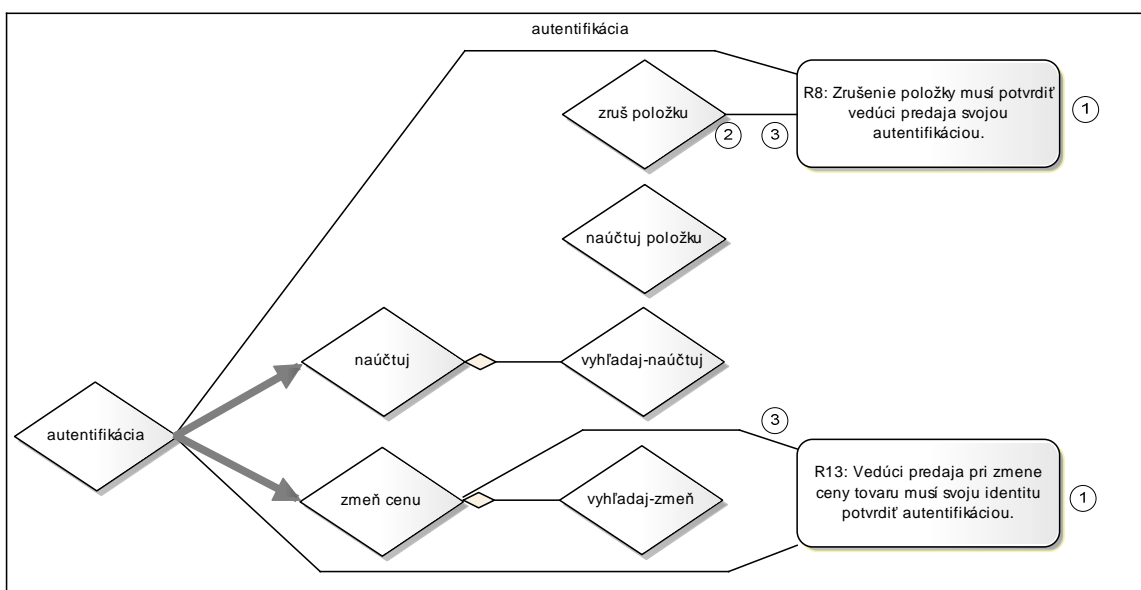 autentifikácia
zruš položku
R8: Zrušenie položky musí potvrdiť
vedúci predaja svojou
autentifikáciou.
1
2
3
naúčtuj položku
naúčtuj
vyhľadaj-naúčtuj
autentifikácia
3
zmeň cenu
vyhľadaj-zmeň
R13: Vedúci predaja pri zmene
ceny tovaru musí svoju identitu
potvrdiť autentifikáciou.
1